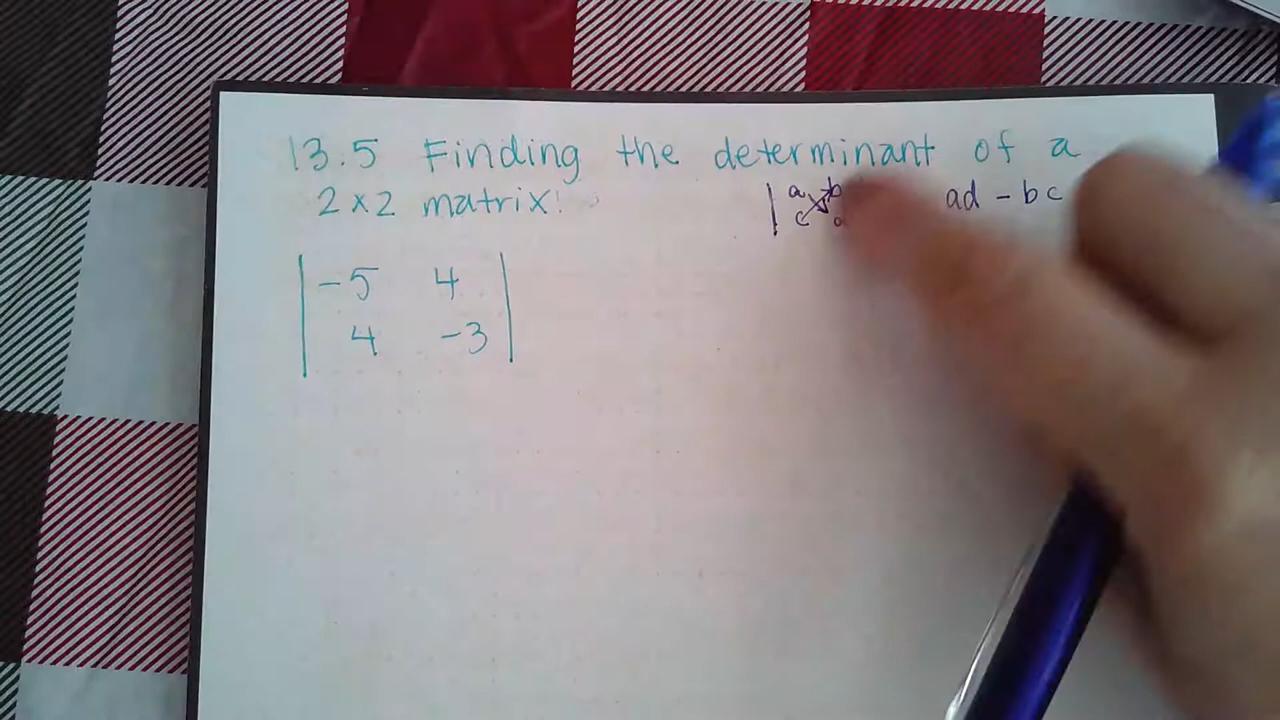 13.5 Finding the determinant of a
2×2 matrix:
| a b
c
ad - bc
| -5 4 |
| 4 -3 |